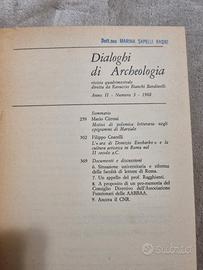 Dott.ssa MARINA SAPELLI RAGNI
Dialoghi
di Archeologia
rivista quadrimestrale
diretta da Ranuccio Bianchi Bandinelli
Anno II - Numero 3 - 1968
Sommario
259 Mario Citroni
Motivi di polemica letteraria negli
epigrammi di Marziale
302 Filippo Coarelli
L'«ara di Domizio Enobarbo» e la
cultura artistica in Roma nel II
secolo a.C.
369 Documenti e discussioni
6. Situazione universitaria e riforma
della facoltà di lettere di Roma.
7. Un appello del prof. Ragghianti.
8. A proposito di un pro-memoria del
Consiglio Direttivo dell'Associazione
Funzionari delle AABBAA.
9. Ancora il CNR.
subito.it